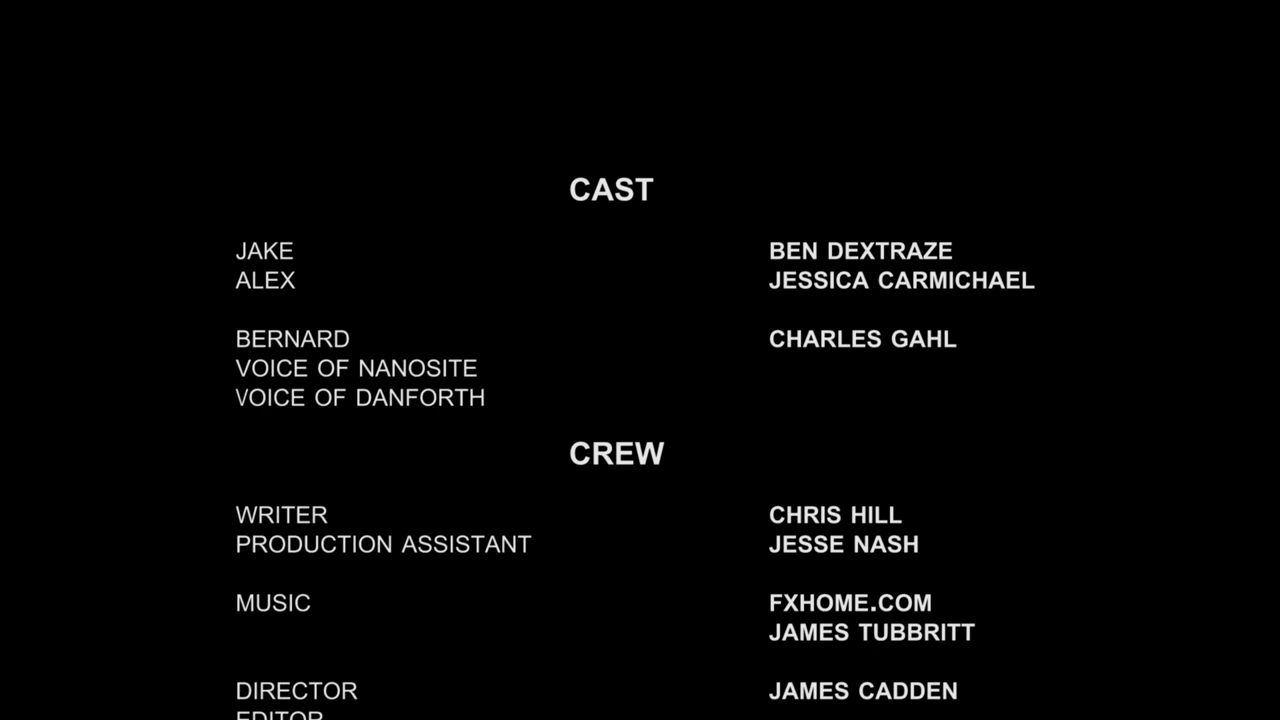 CAST
JAKE BEN DEXTRAZE
ALEX JESSICA CARMICHAEL
BERNARD CHARLES GAHL
VOICE OF NANOSITE
VOICE OF DANFORTH
CREW
WRITER CHRIS HILL
PRODUCTION ASSISTANT JESSE NASH
MUSIC FXHOME.COM
JAMES TUBBRITT
DIRECTOR JAMES CADDEN
EDITOR